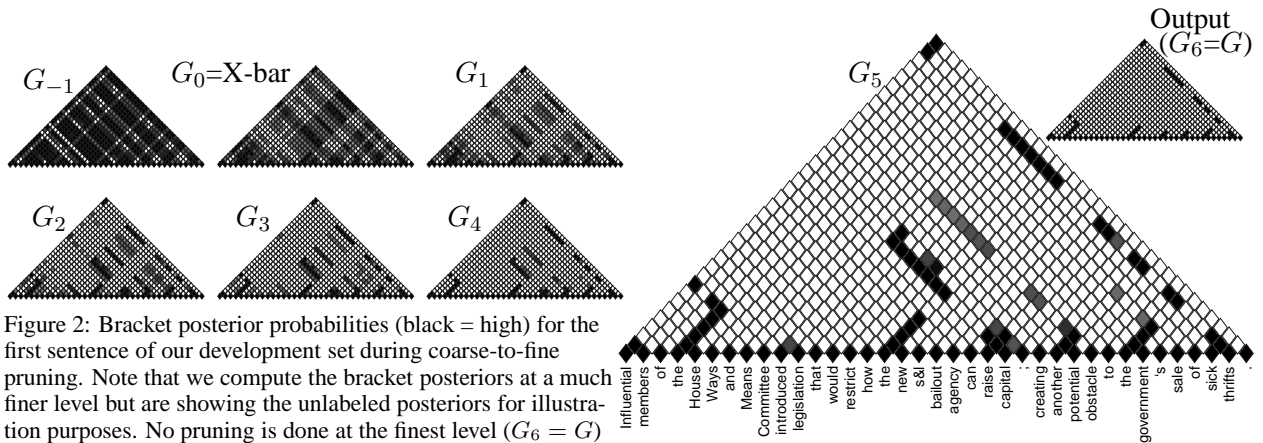 G₋₁
G₀=X-bar
G₁
G₂
G₃
G₄
Figure 2: Bracket posterior probabilities (black = high) for the
first sentence of our development set during coarse-to-fine
pruning. Note that we compute the bracket posteriors at a much
finer level but are showing the unlabeled posteriors for illustra-
tion purposes. No pruning is done at the finest level (G₆ = G)
G₅
Output
(G₆=G)
Influential
members
of
the
House
Ways
and
Means
Committee
introduced
legislation
that
would
restrict
how
the
new
s&l
bailout
agency
can
raise
capital
;
creating
another
potential
obstacle
to
the
government
's
sale
of
sick
thrifts
.